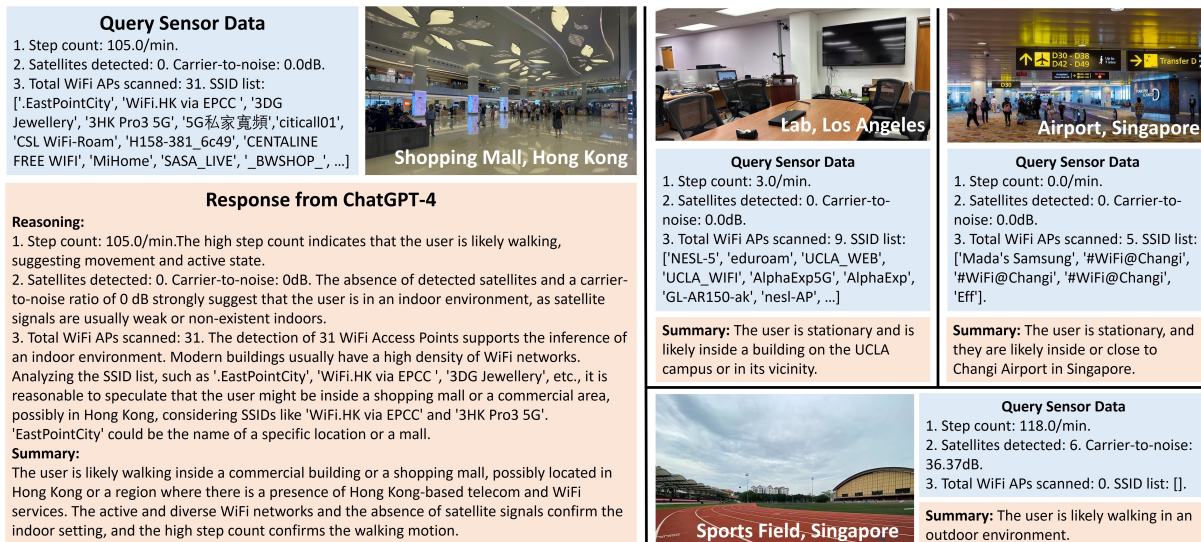 Query Sensor Data
1. Step count: 105.0/min.
2. Satellites detected: 0. Carrier-to-noise: 0.0dB.
3. Total WiFi APs scanned: 31. SSID list:
['.EastPointCity', 'WiFi.HK via EPCC ', '3DG
Jewellery', '3HK Pro3 5G', '5G私家寬頻','citicall01',
'CSL WiFi-Roam', 'H158-381_6c49', 'CENTALINE
FREE WIFI', 'MiHome', 'SASA_LIVE', '_BWSHOP_', ...]
Shopping Mall, Hong Kong
Response from ChatGPT-4
Reasoning:
1. Step count: 105.0/min.The high step count indicates that the user is likely walking,
suggesting movement and active state.
2. Satellites detected: 0. Carrier-to-noise: 0dB. The absence of detected satellites and a carrier-
to-noise ratio of 0 dB strongly suggest that the user is in an indoor environment, as satellite
signals are usually weak or non-existent indoors.
3. Total WiFi APs scanned: 31. The detection of 31 WiFi Access Points supports the inference of
an indoor environment. Modern buildings usually have a high density of WiFi networks.
Analyzing the SSID list, such as '.EastPointCity', 'WiFi.HK via EPCC ', '3DG Jewellery', etc., it is
reasonable to speculate that the user might be inside a shopping mall or a commercial area,
possibly in Hong Kong, considering SSIDs like 'WiFi.HK via EPCC' and '3HK Pro3 5G'.
'EastPointCity' could be the name of a specific location or a mall.
Summary:
The user is likely walking inside a commercial building or a shopping mall, possibly located in
Hong Kong or a region where there is a presence of Hong Kong-based telecom and WiFi
services. The active and diverse WiFi networks and the absence of satellite signals confirm the
indoor setting, and the high step count confirms the walking motion.
Lab, Los Angeles
Query Sensor Data
1. Step count: 3.0/min.
2. Satellites detected: 0. Carrier-to-
noise: 0.0dB.
3. Total WiFi APs scanned: 9. SSID list:
['NESL-5', 'eduroam', 'UCLA_WEB',
'UCLA_WIFI', 'AlphaExp5G', 'AlphaExp',
'GL-AR150-ak', 'nesl-AP', ...]
Summary: The user is stationary and is
likely inside a building on the UCLA
campus or in its vicinity.
D30 - D38
D42 - D49
Transfer D
D30
Airport, Singapore
Query Sensor Data
1. Step count: 0.0/min.
2. Satellites detected: 0. Carrier-to-
noise: 0.0dB.
3. Total WiFi APs scanned: 5. SSID list:
["Mada's Samsung', '#WiFi@Changi',
'#WiFi@Changi', '#WiFi@Changi',
'Eff'].
Summary: The user is stationary, and
they are likely inside or close to
Changi Airport in Singapore.
Sports Field, Singapore
Query Sensor Data
1. Step count: 118.0/min.
2. Satellites detected: 6. Carrier-to-noise:
36.37dB.
3. Total WiFi APs scanned: 0. SSID list: [].
Summary: The user is likely walking in an
outdoor environment.